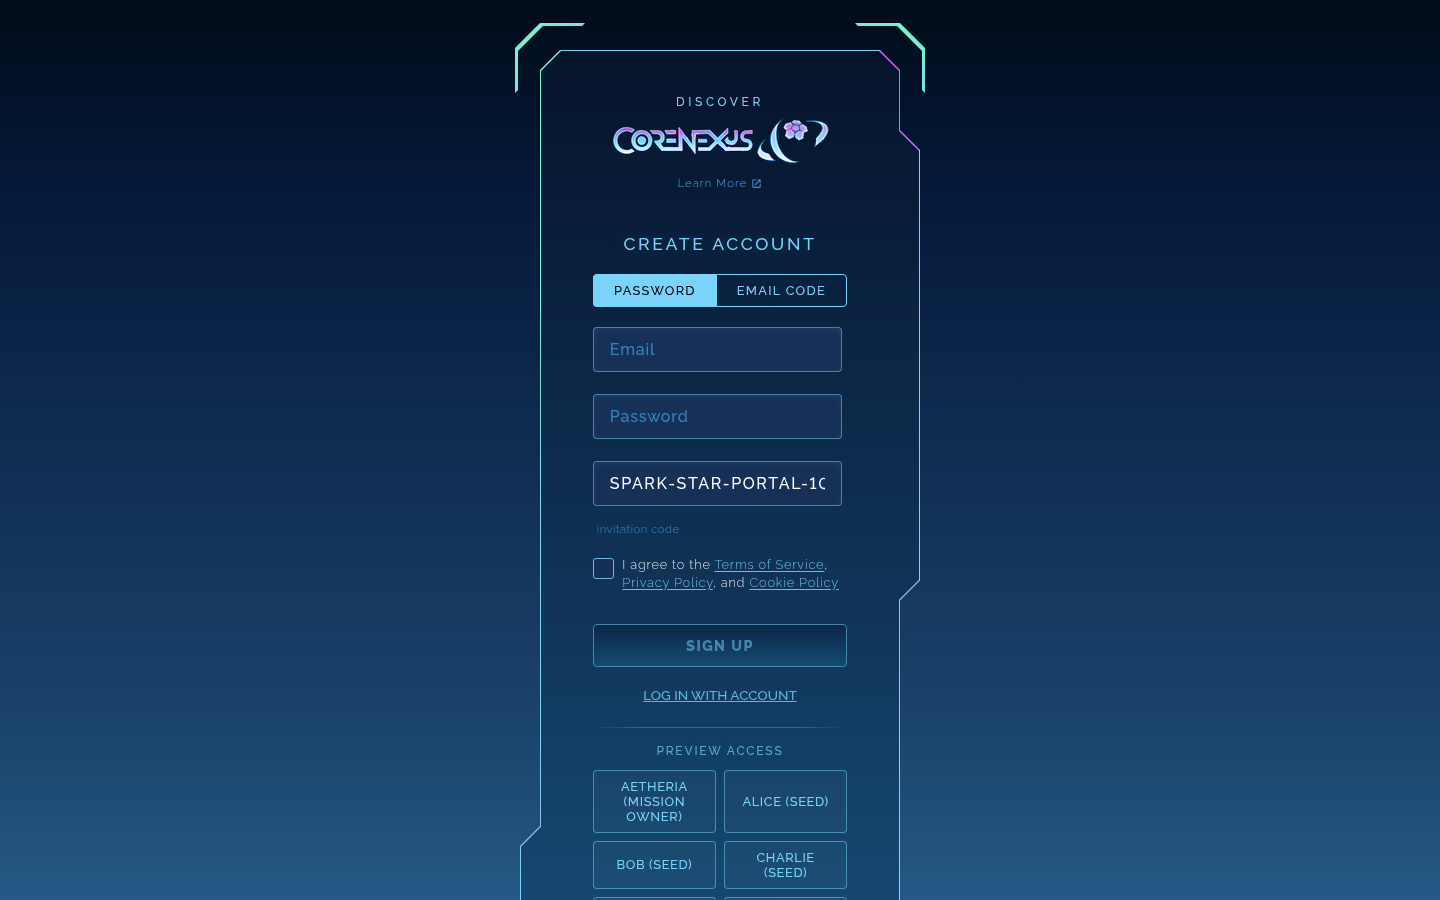 DISCOVER
CORENEXUS
Learn More
CREATE ACCOUNT
PASSWORD
EMAIL CODE
Email
Password
SPARK-STAR-PORTAL-1
invitation code
I agree to the Terms of Service,
Privacy Policy, and Cookie Policy
SIGN UP
LOG IN WITH ACCOUNT
PREVIEW ACCESS
AETHERIA
(MISSION
OWNER)
ALICE (SEED)
BOB (SEED)
CHARLIE
(SEED)